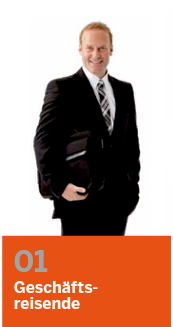 01
Geschäfts-
reisende